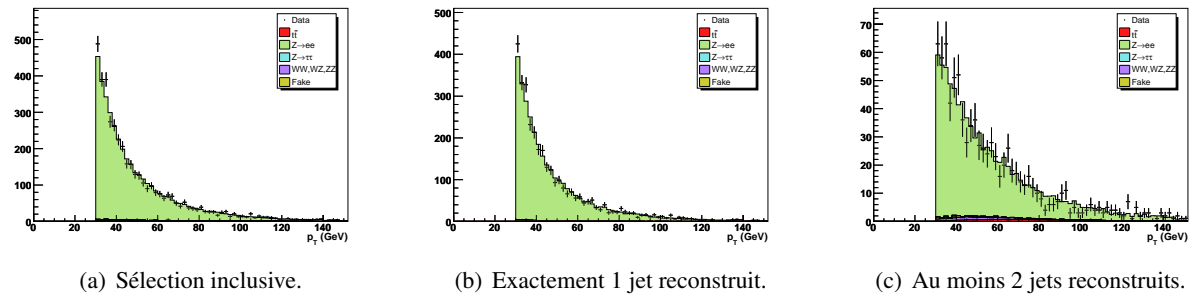 500
400
300
200
100
0
0 20 40 60 80 100 120 140
p_T (GeV)
Data
tt̄
Z→ee
Z→ττ
WW,WZ,ZZ
Fake
(a) Sélection inclusive.
500
400
300
200
100
0
0 20 40 60 80 100 120 140
p_T (GeV)
Data
tt̄
Z→ee
Z→ττ
WW,WZ,ZZ
Fake
(b) Exactement 1 jet reconstruit.
70
60
50
40
30
20
10
0
0 20 40 60 80 100 120 140
p_T (GeV)
Data
tt̄
Z→ee
Z→ττ
WW,WZ,ZZ
Fake
(c) Au moins 2 jets reconstruits.